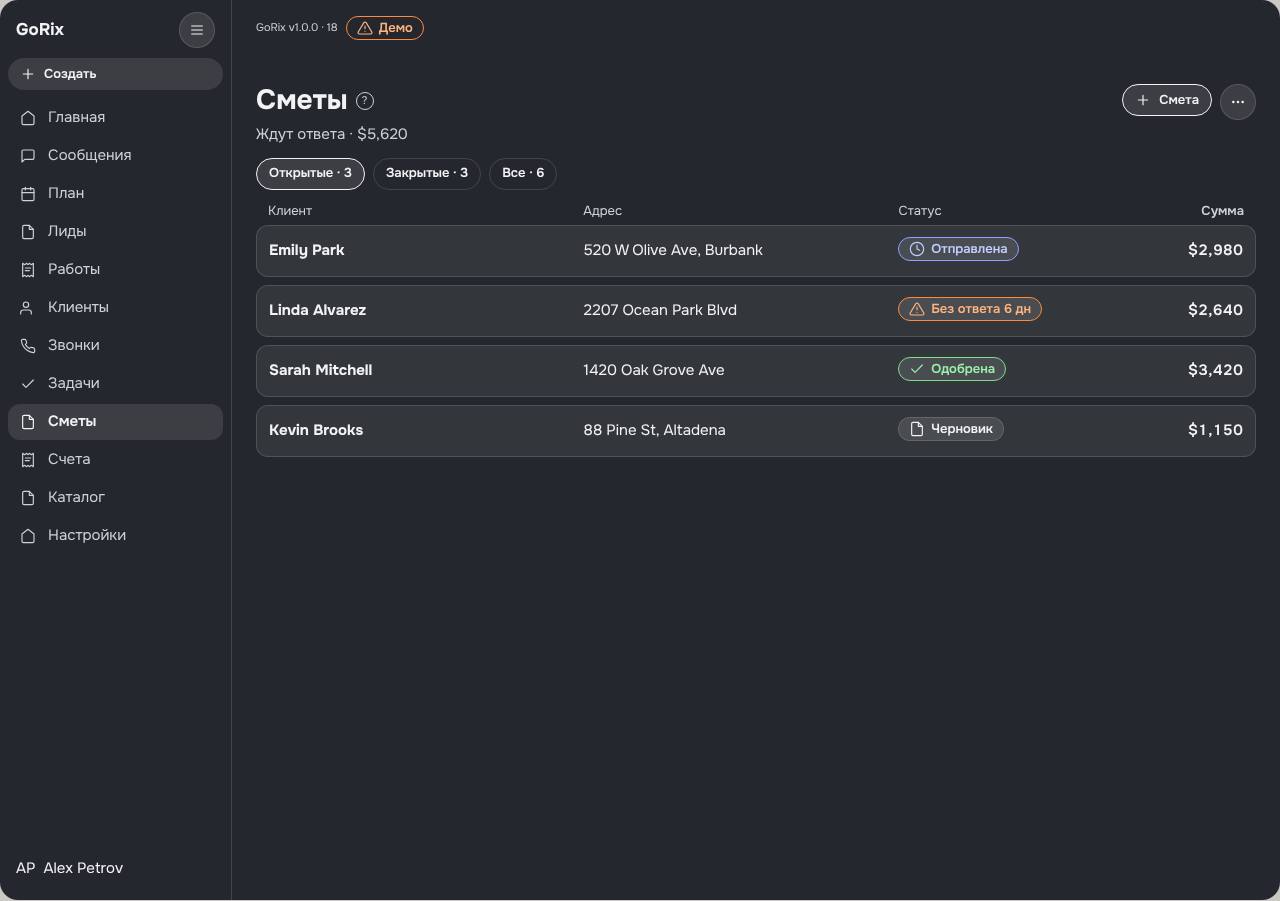 GoRix
GoRix v1.0.0 · 18
Демо
Создать
Главная
Сообщения
План
Лиды
Работы
Клиенты
Звонки
Задачи
Сметы
Счета
Каталог
Настройки
AP Alex Petrov
Сметы ?
Смета
Ждут ответа · $5,620
Открытые · 3 Закрытые · 3 Все · 6
Клиент Адрес Статус Сумма
Emily Park 520 W Olive Ave, Burbank Отправлена $2,980
Linda Alvarez 2207 Ocean Park Blvd Без ответа 6 дн $2,640
Sarah Mitchell 1420 Oak Grove Ave Одобрена $3,420
Kevin Brooks 88 Pine St, Altadena Черновик $1,150